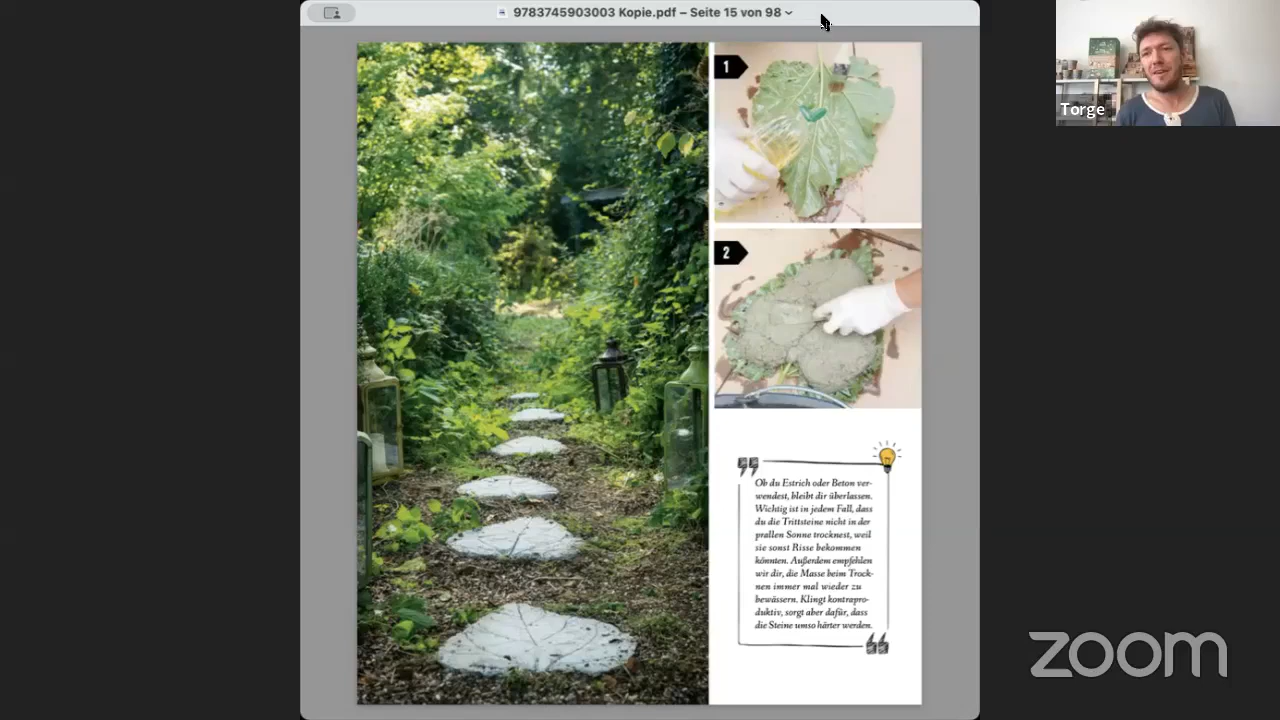 9783745903003 Kopie.pdf – Seite 15 von 98
Torge
1
2
Ob du Estrich oder Beton ver-
wendest, bleibt dir überlassen.
Wichtig ist in jedem Fall, dass
du die Trittsteine nicht in der
prallen Sonne trocknest, weil
sie sonst Risse bekommen
könnten. Außerdem empfehlen
wir dir, die Masse beim Trock-
nen immer mal wieder zu
bewässern. Klingt kontrapro-
duktiv, sorgt aber dafür, dass
die Steine umso härter werden.
zoom